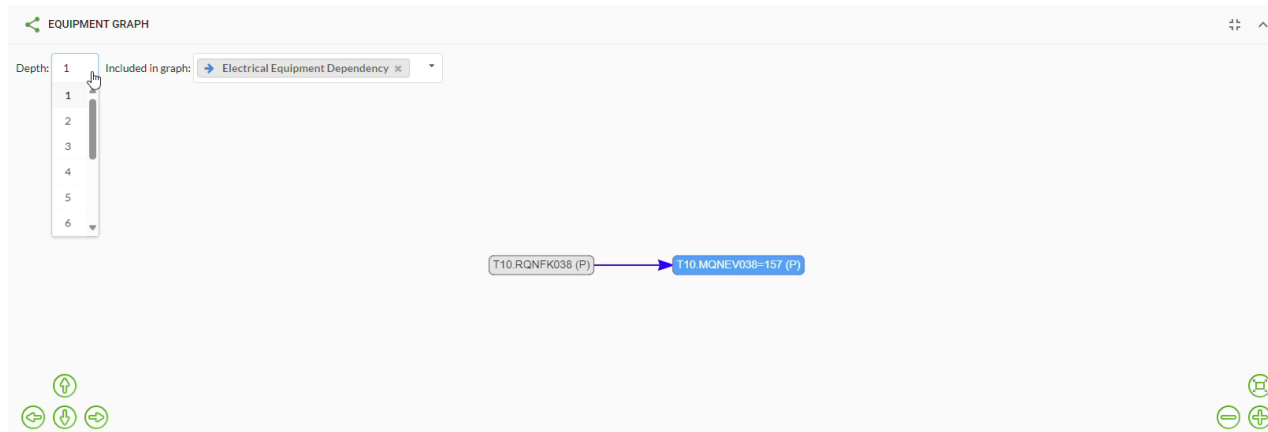 EQUIPMENT GRAPH
Depth: 1 Included in graph: Electrical Equipment Dependency ×
1
2
3
4
5
6
T10.RQNFK038 (P) T10.MQNEV038=157 (P)